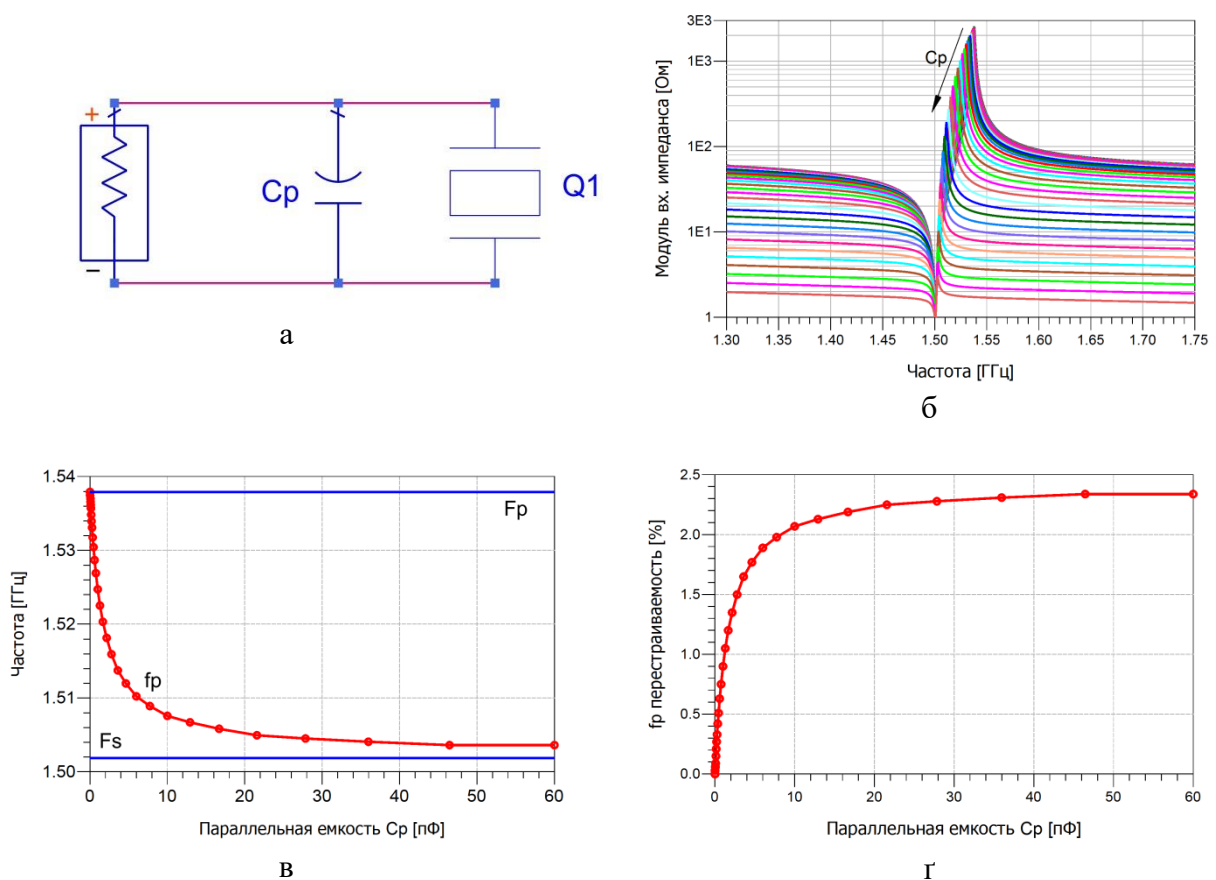 +
Cp
Q1
−
а
3E3
1E3
1E2
1E1
1
Модуль вх. импеданса [Ом]
Cp
1.30 1.35 1.40 1.45 1.50 1.55 1.60 1.65 1.70 1.75
Частота [ГГц]
б
1.54
1.53
1.52
1.51
1.50
Частота [ГГц]
Fp
fp
Fs
0 10 20 30 40 50 60
Параллельная емкость Cp [пФ]
в
2.5
2.0
1.5
1.0
0.5
0.0
fp перестраиваемость [%]
0 10 20 30 40 50 60
Параллельная емкость Cp [пФ]
ґ